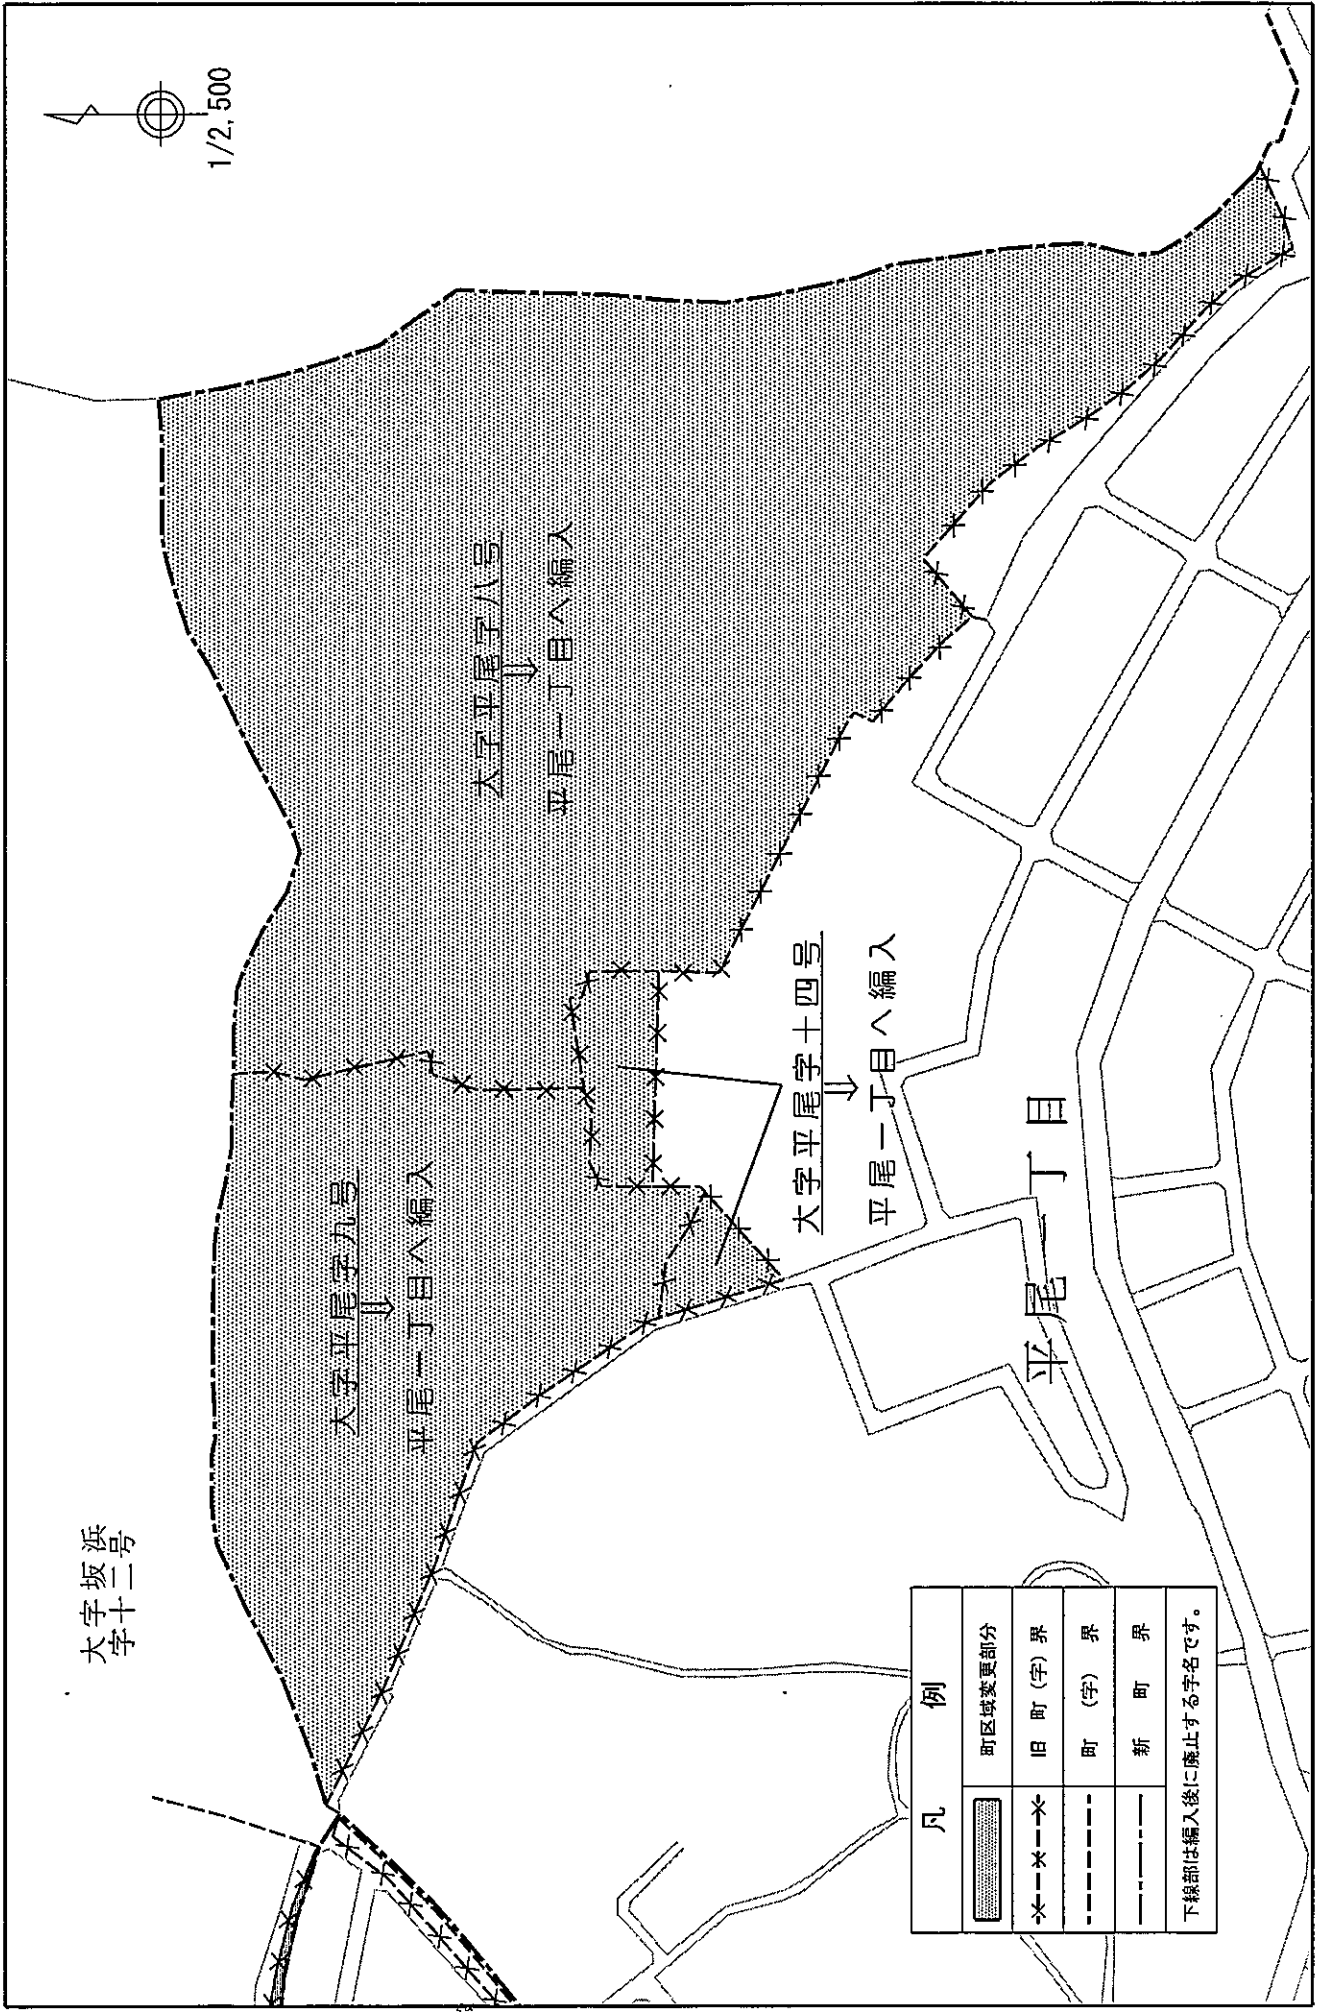 1/2,500
大字坂浜
字十二号
大字平尾字九号
⇒
平尾一丁目へ編入
大字平尾字八号
⇒
平尾一丁目へ編入
大字平尾字十四号
⇒
平尾一丁目へ編入
平尾一丁目
凡例
町区域変更部分
旧町(字)界
町(字)界
新町界
下線部は編入後に廃止する字名です。